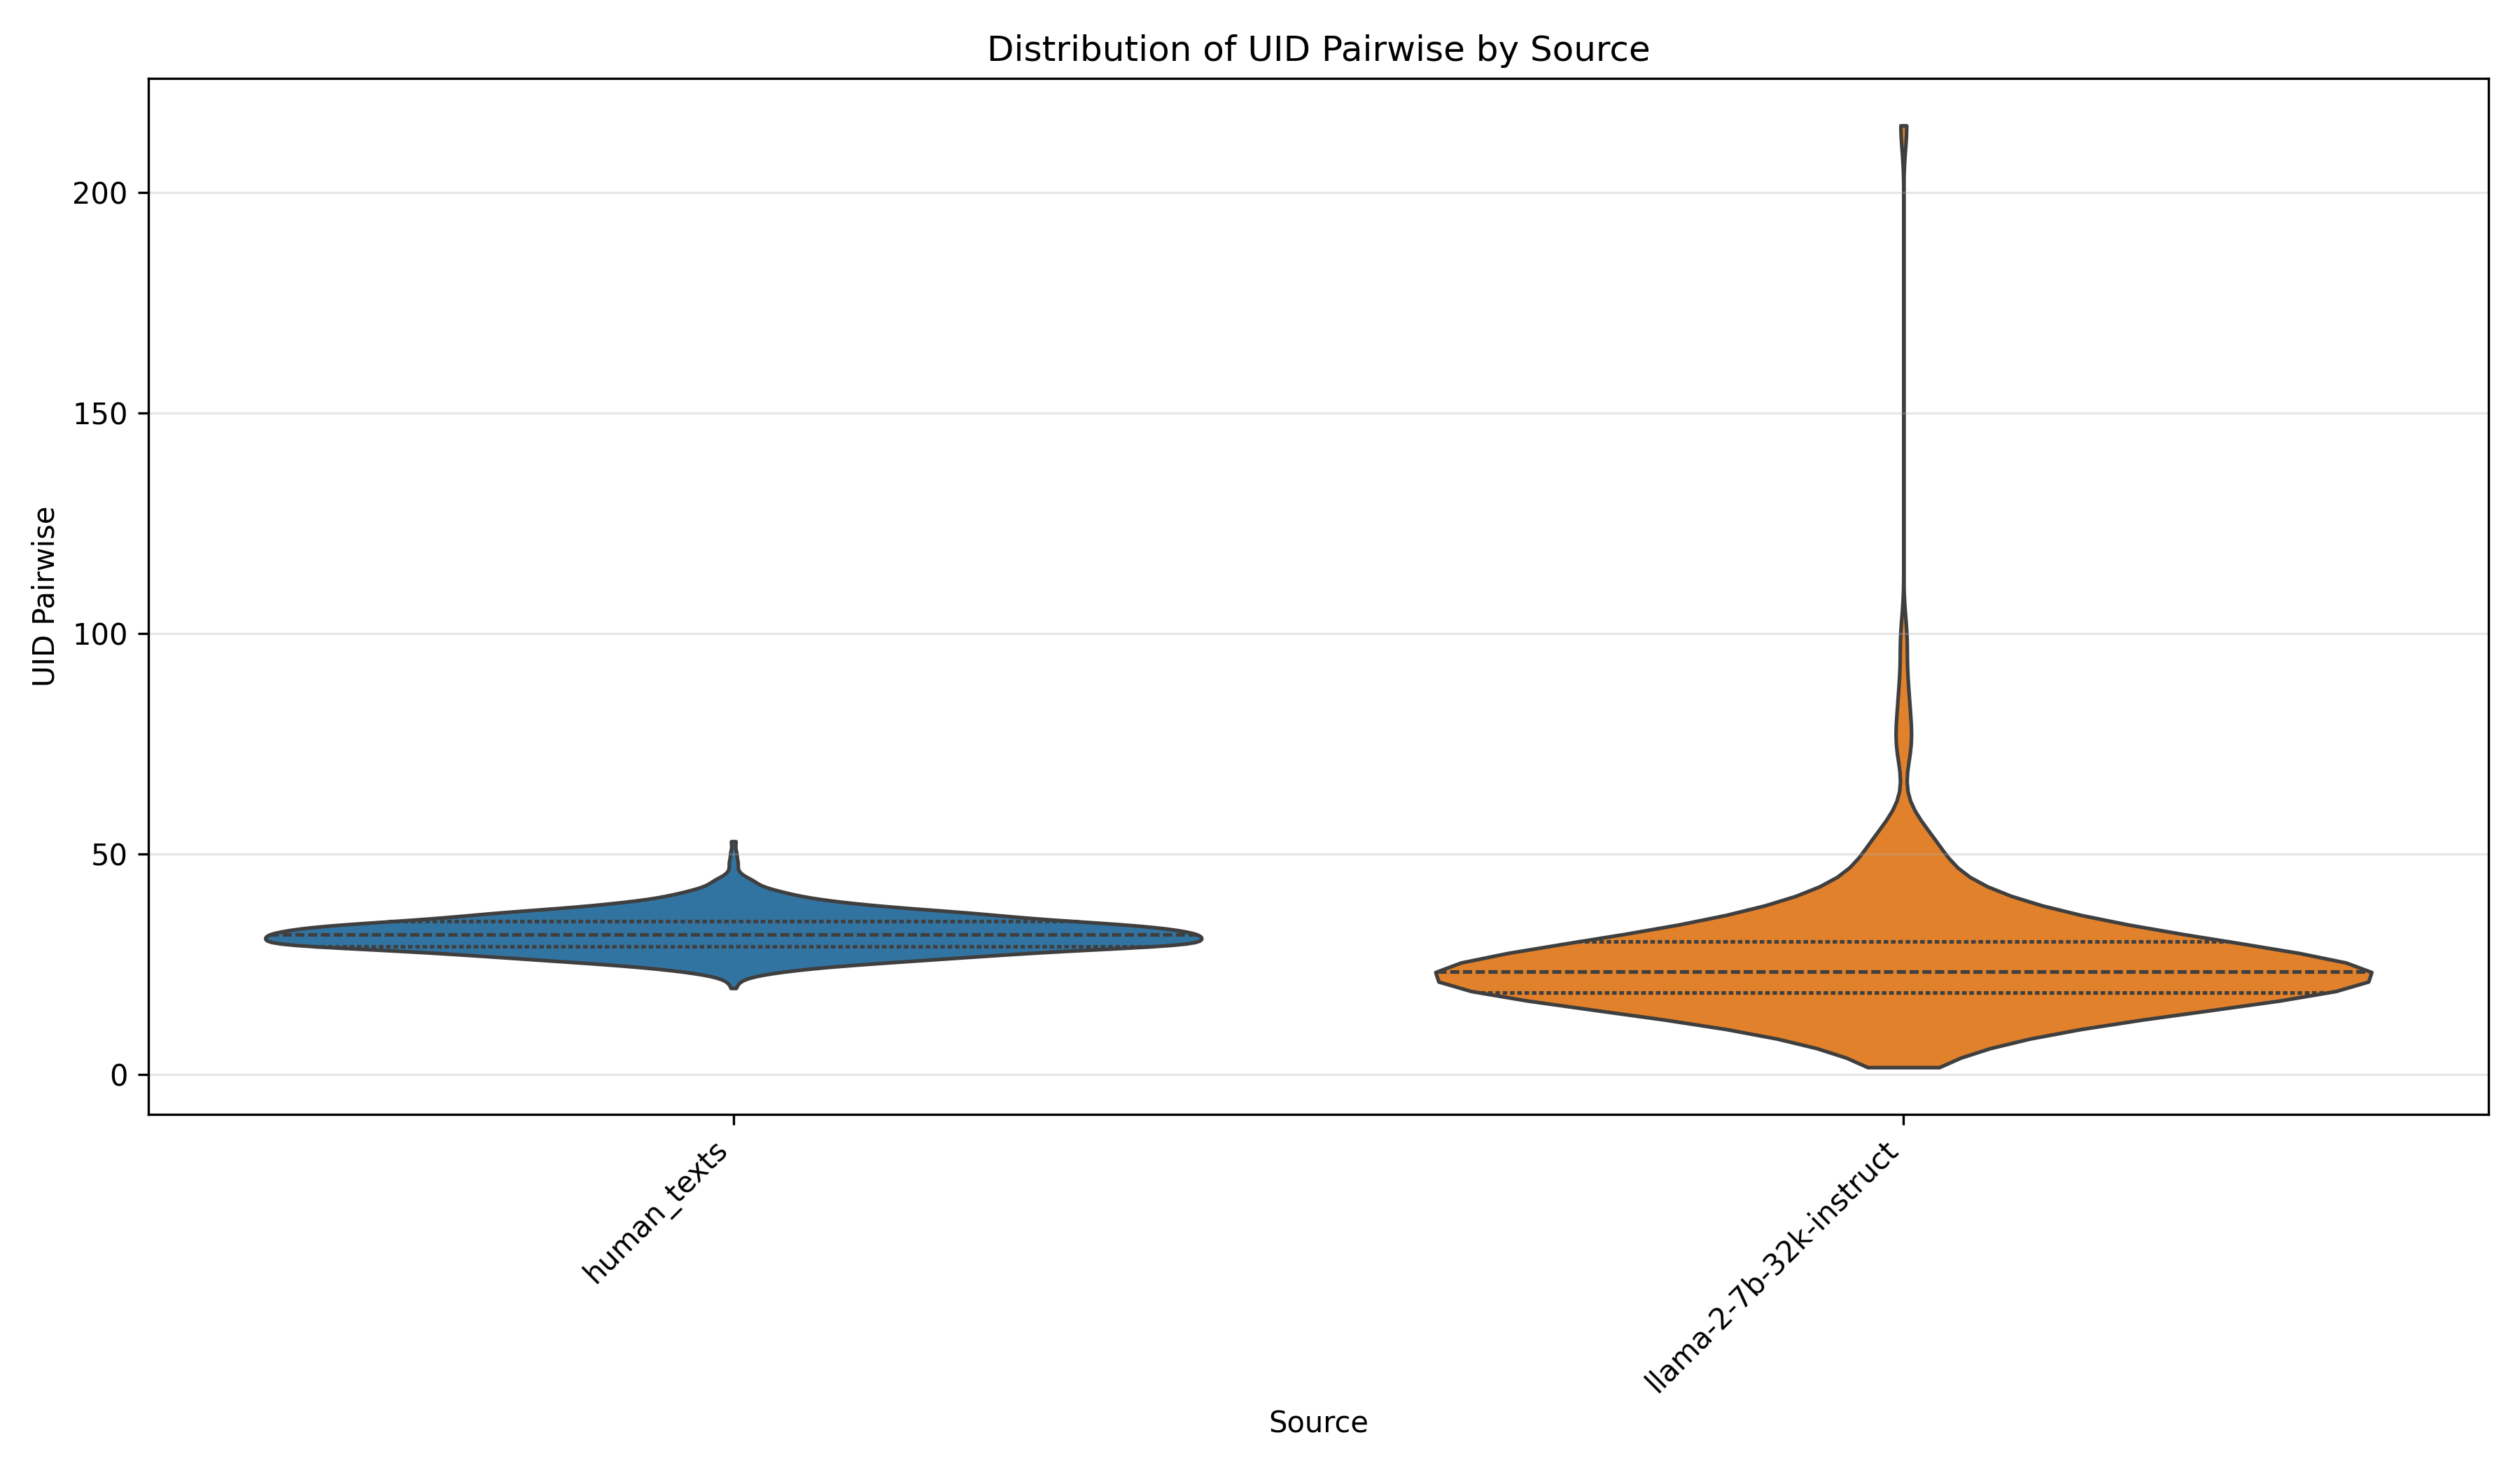 Distribution of UID Pairwise by Source
UID Pairwise
200
150
100
50
0
human_texts
llama-2-7b-32k-instruct
Source